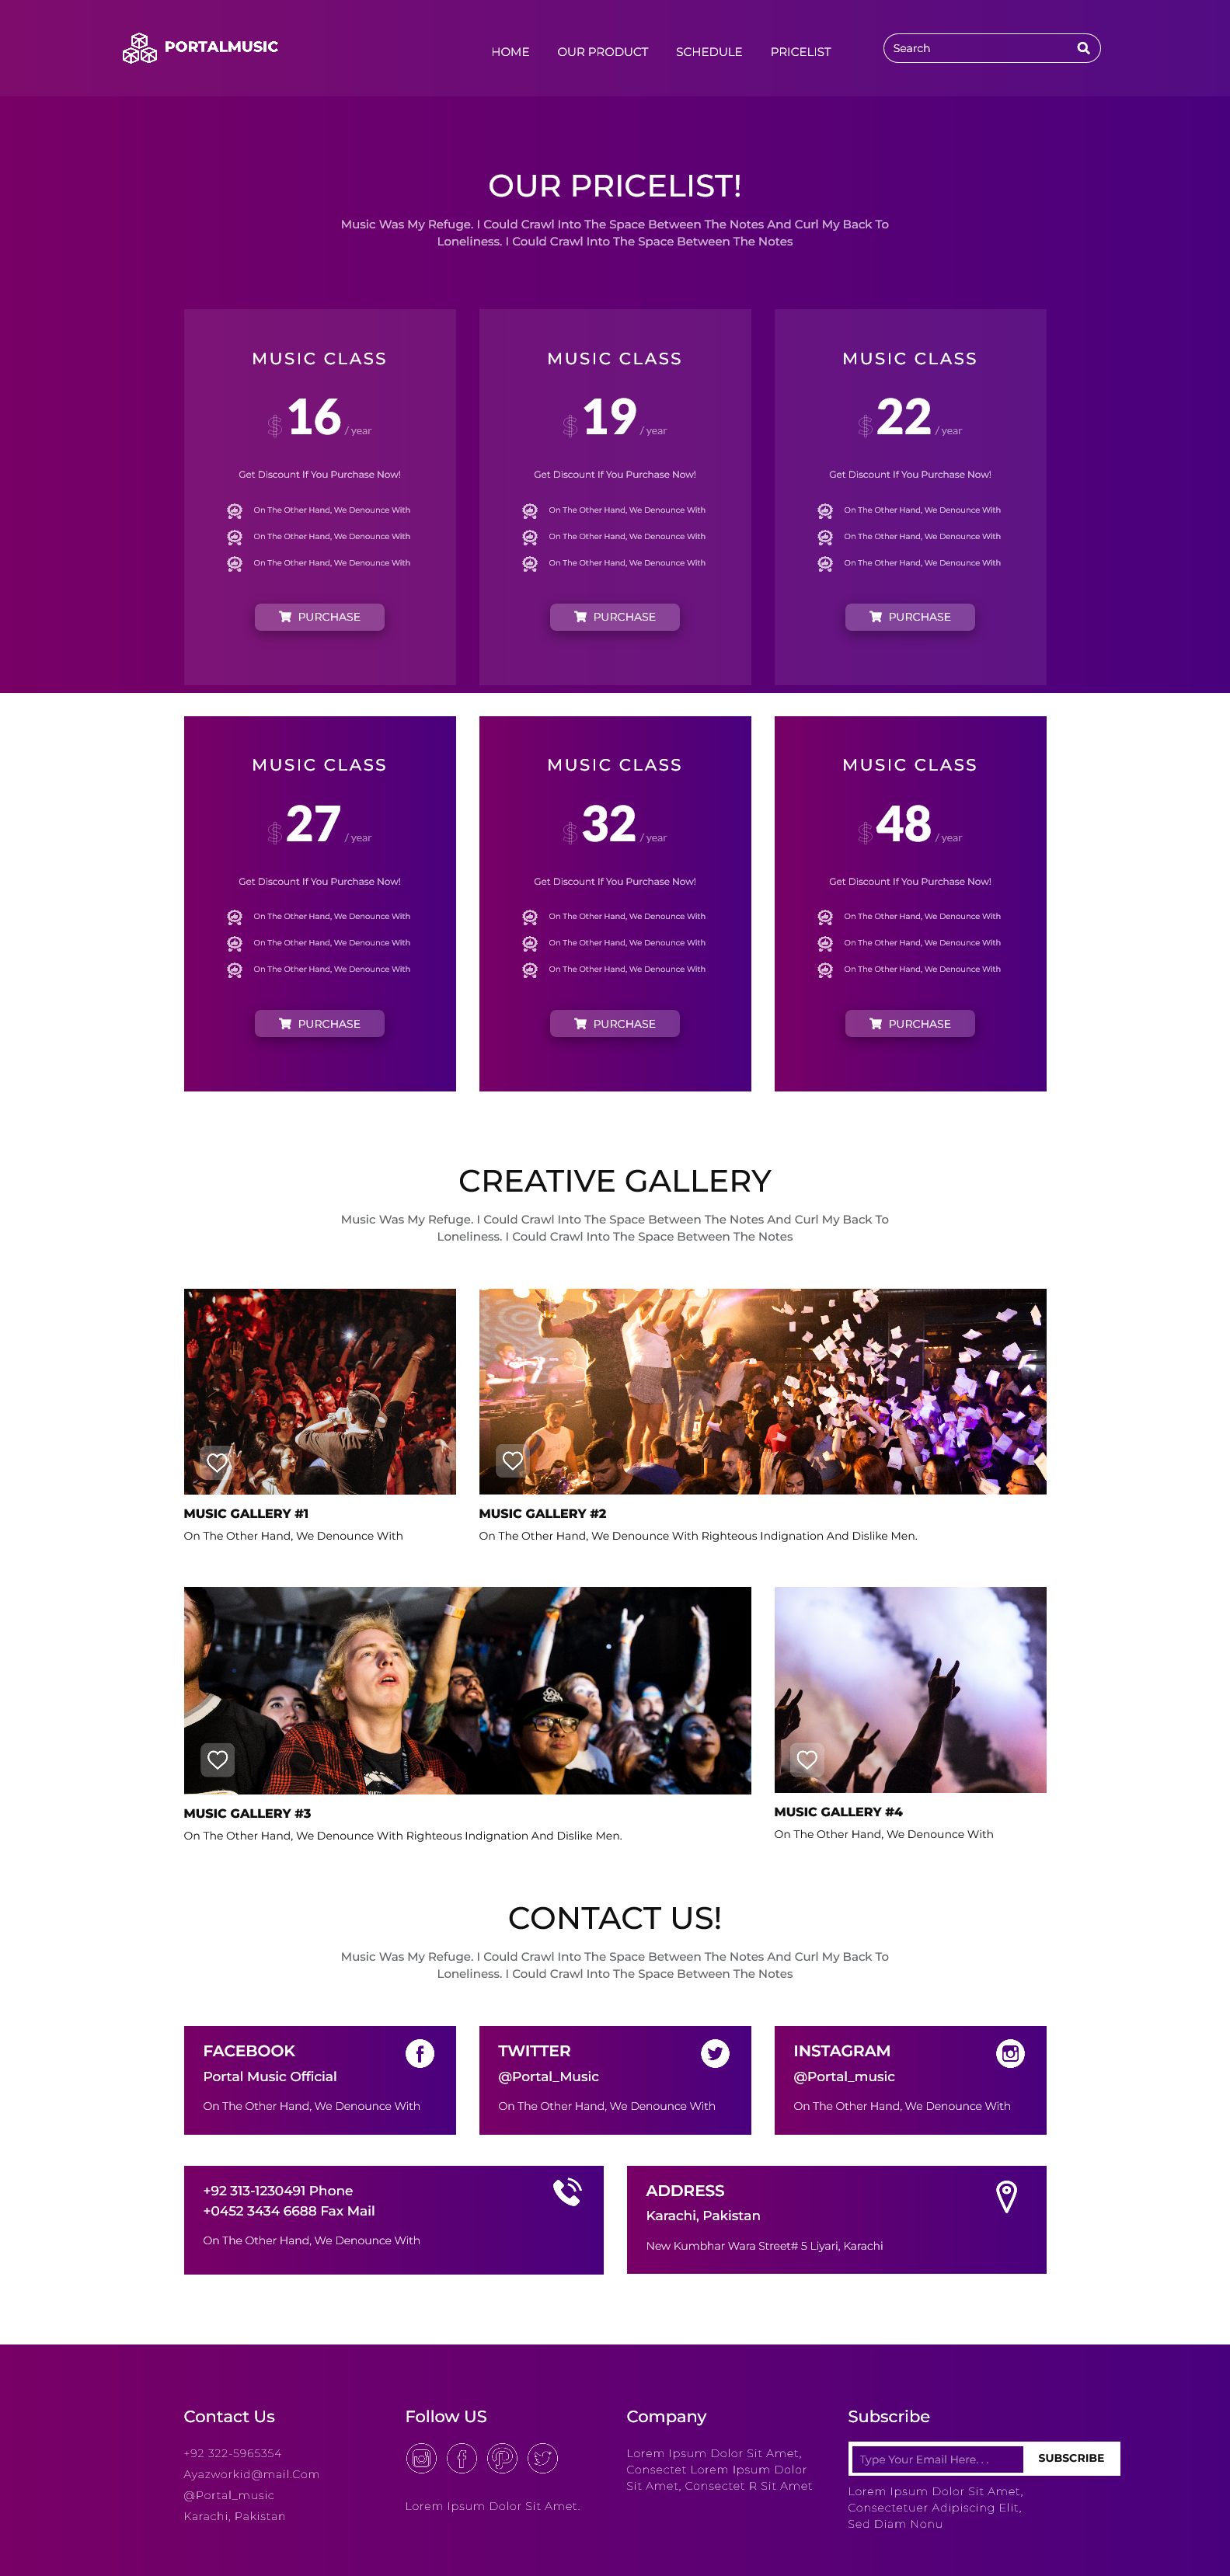 PORTALMUSIC
HOME OUR PRODUCT SCHEDULE PRICELIST
Search
OUR PRICELIST!
Music Was My Refuge. I Could Crawl Into The Space Between The Notes And Curl My Back To
Loneliness. I Could Crawl Into The Space Between The Notes
MUSIC CLASS
$16 / year
Get Discount If You Purchase Now!
On The Other Hand, We Denounce With
On The Other Hand, We Denounce With
On The Other Hand, We Denounce With
PURCHASE
MUSIC CLASS
$19 / year
Get Discount If You Purchase Now!
On The Other Hand, We Denounce With
On The Other Hand, We Denounce With
On The Other Hand, We Denounce With
PURCHASE
MUSIC CLASS
$22 / year
Get Discount If You Purchase Now!
On The Other Hand, We Denounce With
On The Other Hand, We Denounce With
On The Other Hand, We Denounce With
PURCHASE
MUSIC CLASS
$27 / year
Get Discount If You Purchase Now!
On The Other Hand, We Denounce With
On The Other Hand, We Denounce With
On The Other Hand, We Denounce With
PURCHASE
MUSIC CLASS
$32 / year
Get Discount If You Purchase Now!
On The Other Hand, We Denounce With
On The Other Hand, We Denounce With
On The Other Hand, We Denounce With
PURCHASE
MUSIC CLASS
$48 / year
Get Discount If You Purchase Now!
On The Other Hand, We Denounce With
On The Other Hand, We Denounce With
On The Other Hand, We Denounce With
PURCHASE
CREATIVE GALLERY
Music Was My Refuge. I Could Crawl Into The Space Between The Notes And Curl My Back To
Loneliness. I Could Crawl Into The Space Between The Notes
MUSIC GALLERY #1
On The Other Hand, We Denounce With
MUSIC GALLERY #2
On The Other Hand, We Denounce With Righteous Indignation And Dislike Men.
MUSIC GALLERY #3
On The Other Hand, We Denounce With Righteous Indignation And Dislike Men.
MUSIC GALLERY #4
On The Other Hand, We Denounce With
CONTACT US!
Music Was My Refuge. I Could Crawl Into The Space Between The Notes And Curl My Back To
Loneliness. I Could Crawl Into The Space Between The Notes
FACEBOOK
Portal Music Official
On The Other Hand, We Denounce With
TWITTER
@Portal_Music
On The Other Hand, We Denounce With
INSTAGRAM
@Portal_music
On The Other Hand, We Denounce With
+92 313-1230491 Phone
+0452 3434 6688 Fax Mail
On The Other Hand, We Denounce With
ADDRESS
Karachi, Pakistan
New Kumbhar Wara Street# 5 Liyari, Karachi
Contact Us
+92 322-5965354
Ayazworkid@mail.Com
@Portal_music
Karachi, Pakistan
Follow US
Lorem Ipsum Dolor Sit Amet.
Company
Lorem Ipsum Dolor Sit Amet,
Consectet Lorem Ipsum Dolor
Sit Amet, Consectet R Sit Amet
Subscribe
Type Your Email Here. . .
SUBSCRIBE
Lorem Ipsum Dolor Sit Amet,
Consectetuer Adipiscing Elit,
Sed Diam Nonu